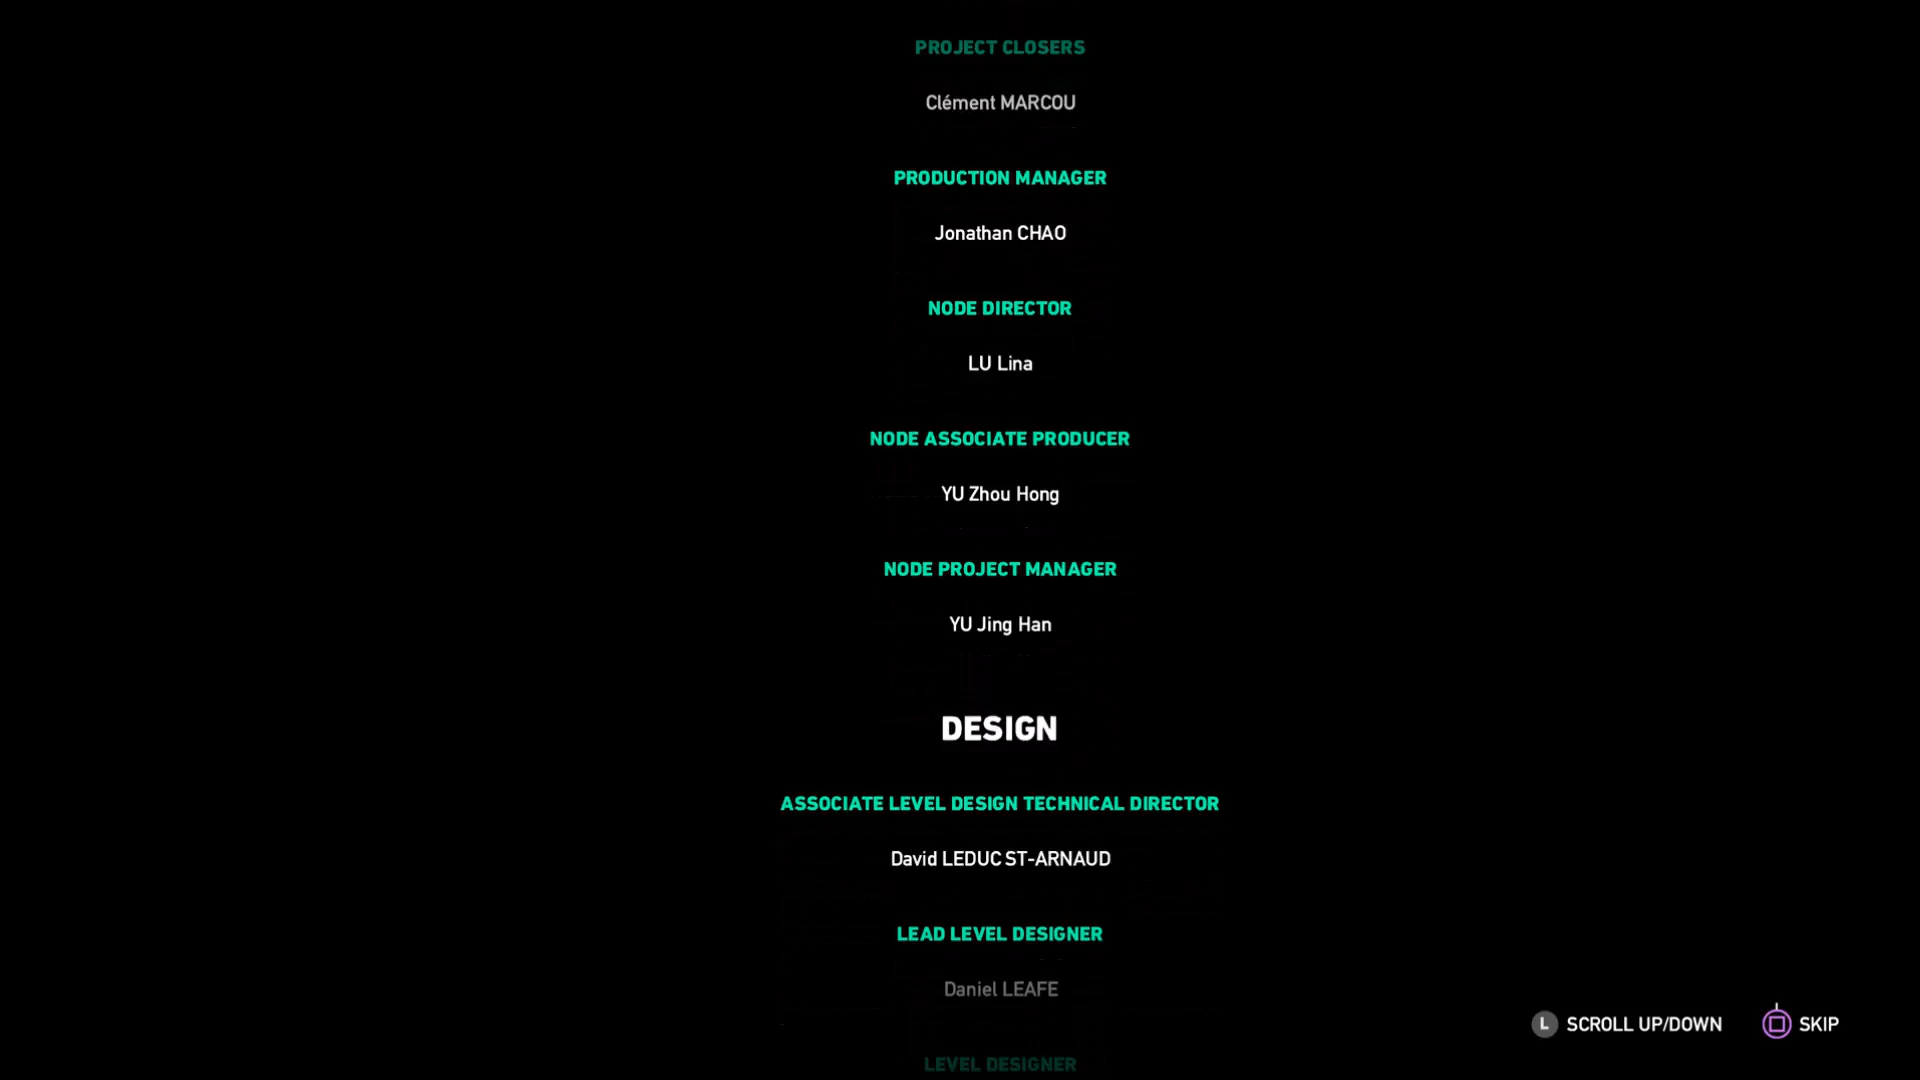 PROJECT CLOSERS
Clément MARCOU
PRODUCTION MANAGER
Jonathan CHAO
NODE DIRECTOR
LU Lina
NODE ASSOCIATE PRODUCER
YU Zhou Hong
NODE PROJECT MANAGER
YU Jing Han
DESIGN
ASSOCIATE LEVEL DESIGN TECHNICAL DIRECTOR
David LEDUC ST-ARNAUD
LEAD LEVEL DESIGNER
Daniel LEAFE
L SCROLL UP/DOWN SKIP
LEVEL DESIGNER